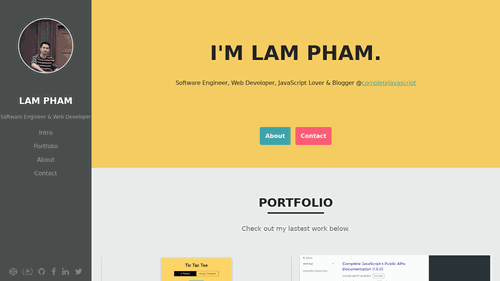 LAM PHAM
Software Engineer & Web Developer
Intro
Portfolio
About
Contact
I'M LAM PHAM.
Software Engineer, Web Developer, JavaScript Lover & Blogger @completejavascript
About
Contact
PORTFOLIO
Check out my lastest work below.
Tic Tac Toe
Complete JavaScript's Public APIs
Documentation (1.0.0)